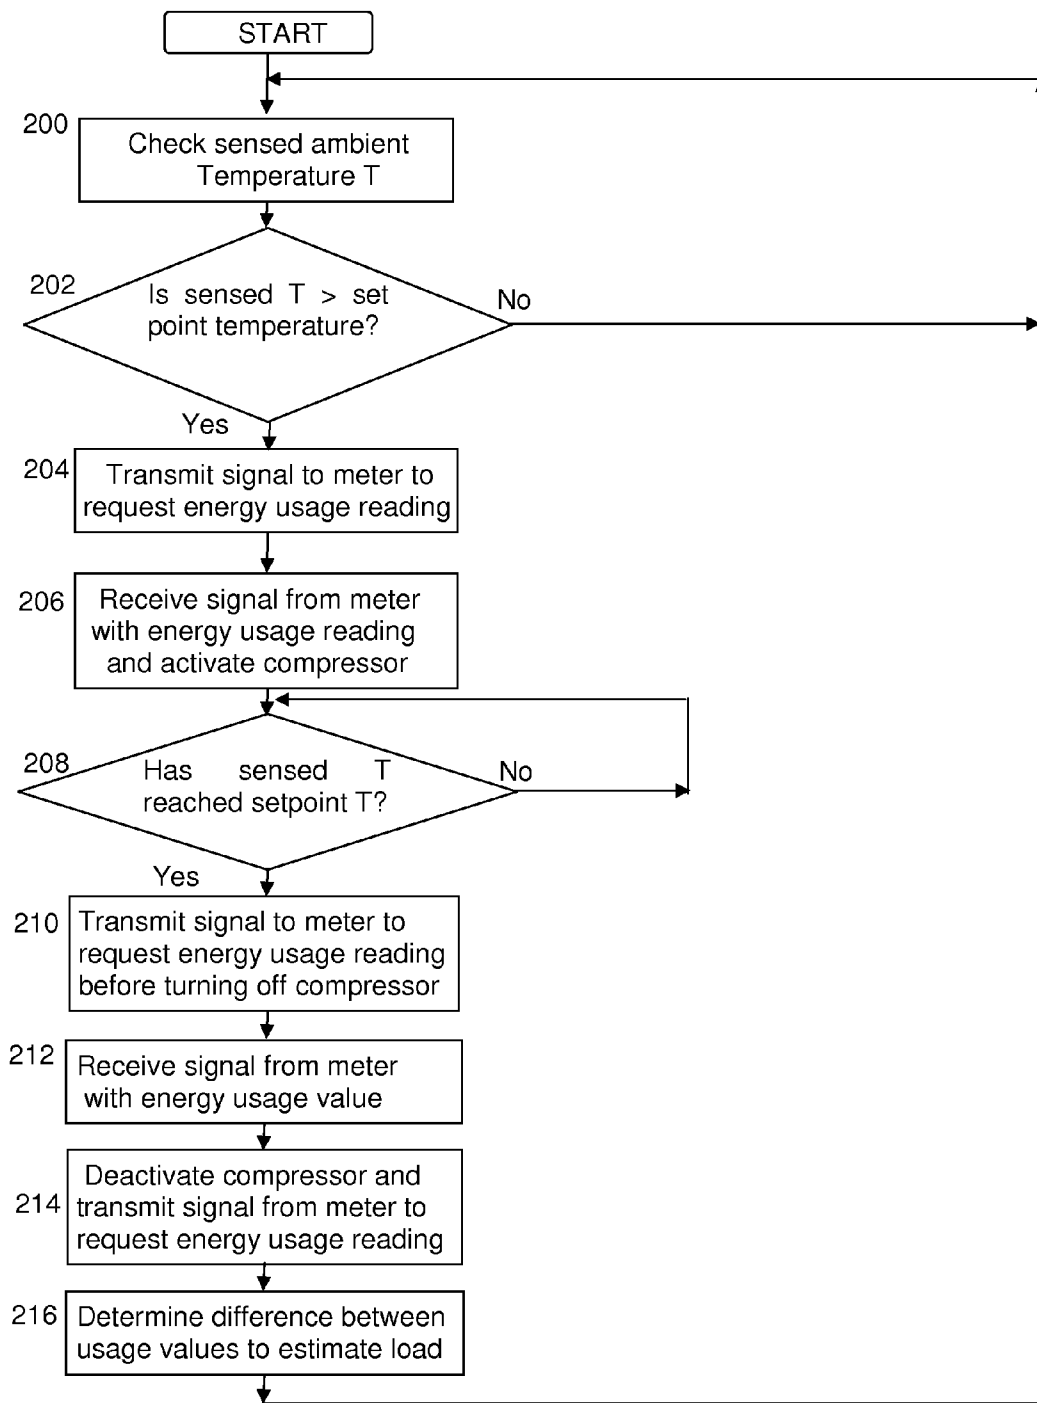 START
200
Check sensed ambient
Temperature T
202
Is sensed T > set
point temperature?
No
Yes
204
Transmit signal to meter to
request energy usage reading
206
Receive signal from meter
with energy usage reading
and activate compressor
208
Has sensed T
reached setpoint T?
No
Yes
210
Transmit signal to meter to
request energy usage reading
before turning off compressor
212
Receive signal from meter
with energy usage value
214
Deactivate compressor and
transmit signal from meter to
request energy usage reading
216
Determine difference between
usage values to estimate load